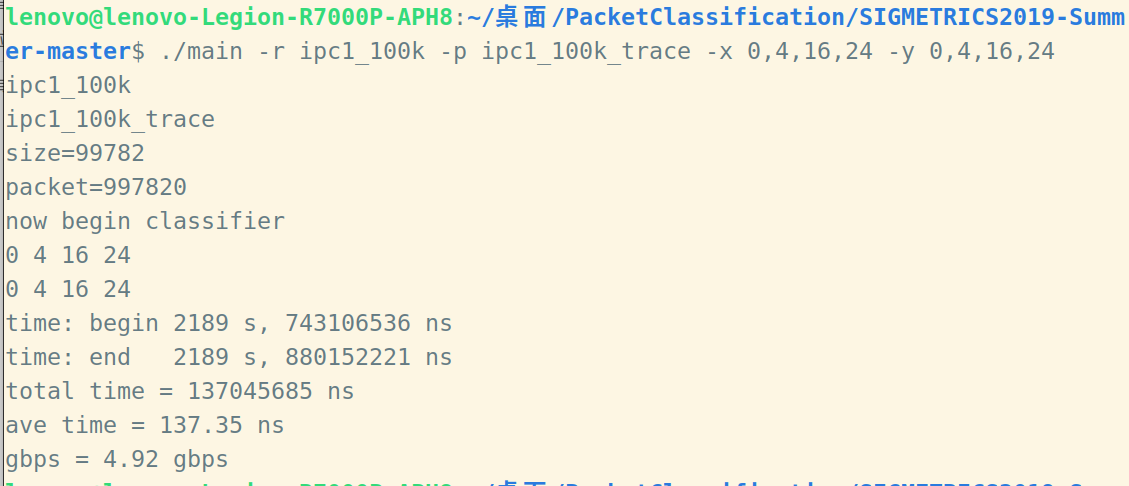 lenovo@lenovo-Legion-R7000P-APH8:~/桌面/PacketClassification/SIGMETRICS2019-Summ
er-master$ ./main -r ipc1_100k -p ipc1_100k_trace -x 0,4,16,24 -y 0,4,16,24
ipc1_100k
ipc1_100k_trace
size=99782
packet=997820
now begin classifier
0 4 16 24
0 4 16 24
time: begin 2189 s, 743106536 ns
time: end   2189 s, 880152221 ns
total time = 137045685 ns
ave time = 137.35 ns
gbps = 4.92 gbps